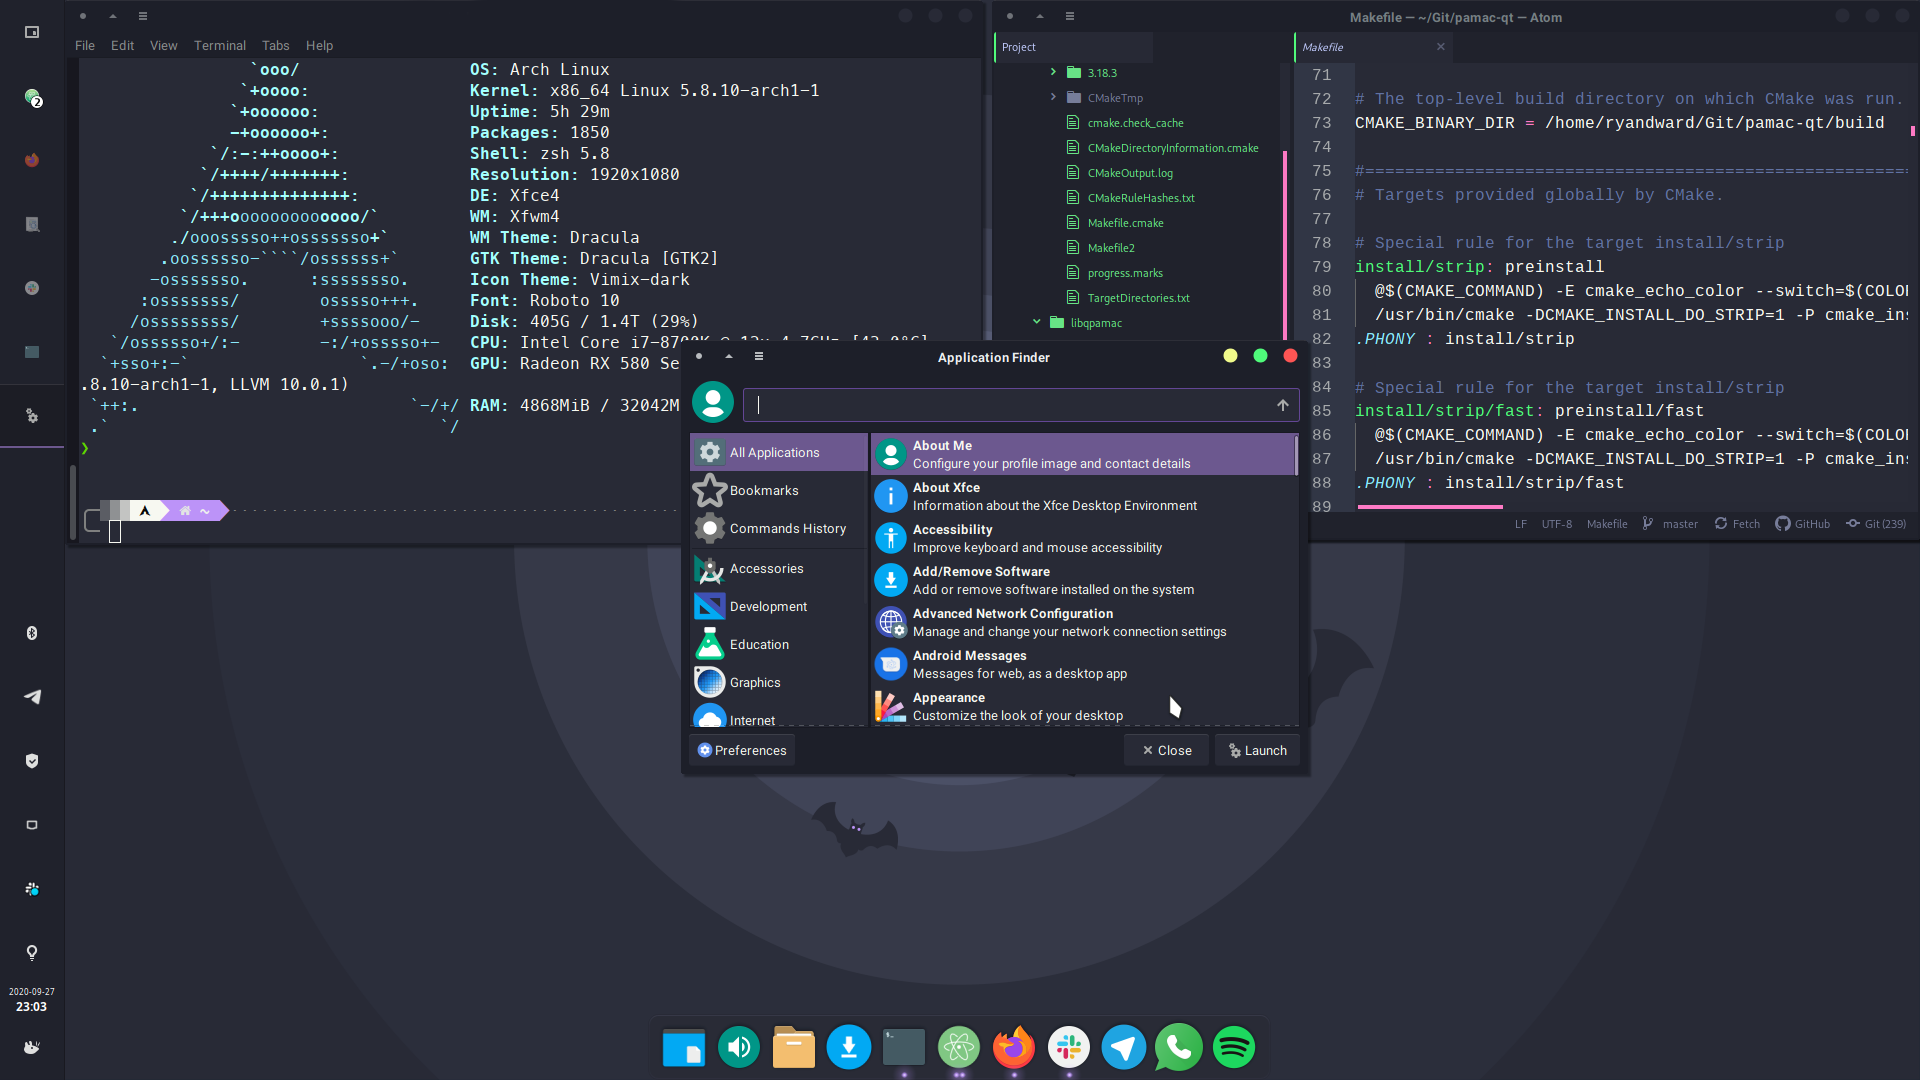 File Edit View Terminal Tabs Help
`ooo/ OS: Arch Linux
`+oooo: Kernel: x86_64 Linux 5.8.10-arch1-1
`+oooooo: Uptime: 5h 29m
-+oooooo+: Packages: 1850
`/:-:++oooo+: Shell: zsh 5.8
`/++++/+++++++: Resolution: 1920x1080
`/++++++++++++++: DE: Xfce4
`/+++ooooooooooooo/` WM: Xfwm4
./ooosssso++osssssso+` WM Theme: Dracula
.oossssso-````/ossssss+` GTK Theme: Dracula [GTK2]
-osssssso. :ssssssso. Icon Theme: Vimix-dark
:osssssss/ osssso+++. Font: Roboto 10
/ossssssss/ +ssssooo/- Disk: 405G / 1.4T (29%)
`/ossssso+/:- -:/+osssso+- CPU: Intel Core i7-8700K @ 12x 4.7GHz [43.0°C]
`+sso+:-` `.-/+oso: GPU: Radeon RX 580 Se
.8.10-arch1-1, LLVM 10.0.1)
`++:. `-/+/ RAM: 4868MiB / 32042M
.` `/
❯
~
Makefile — ~/Git/pamac-qt — Atom
Project
3.18.3
CMakeTmp
cmake.check_cache
CMakeDirectoryInformation.cmake
CMakeOutput.log
CMakeRuleHashes.txt
Makefile.cmake
Makefile2
progress.marks
TargetDirectories.txt
libqpamac
Makefile
71
72 # The top-level build directory on which CMake was run.
73 CMAKE_BINARY_DIR = /home/ryandward/Git/pamac-qt/build
74
75 #=======================================================
76 # Targets provided globally by CMake.
77
78 # Special rule for the target install/strip
79 install/strip: preinstall
80 @$(CMAKE_COMMAND) -E cmake_echo_color --switch=$(COLO
81 /usr/bin/cmake -DCMAKE_INSTALL_DO_STRIP=1 -P cmake_ins
82 .PHONY : install/strip
83
84 # Special rule for the target install/strip
85 install/strip/fast: preinstall/fast
86 @$(CMAKE_COMMAND) -E cmake_echo_color --switch=$(COLO
87 /usr/bin/cmake -DCMAKE_INSTALL_DO_STRIP=1 -P cmake_ins
88 .PHONY : install/strip/fast
89
LF UTF-8 Makefile master Fetch GitHub Git (239)
Application Finder
All Applications
Bookmarks
Commands History
Accessories
Development
Education
Graphics
Internet
About Me
Configure your profile image and contact details
About Xfce
Information about the Xfce Desktop Environment
Accessibility
Improve keyboard and mouse accessibility
Add/Remove Software
Add or remove software installed on the system
Advanced Network Configuration
Manage and change your network connection settings
Android Messages
Messages for web, as a desktop app
Appearance
Customize the look of your desktop
Preferences Close Launch
2
2020-09-27
23:03